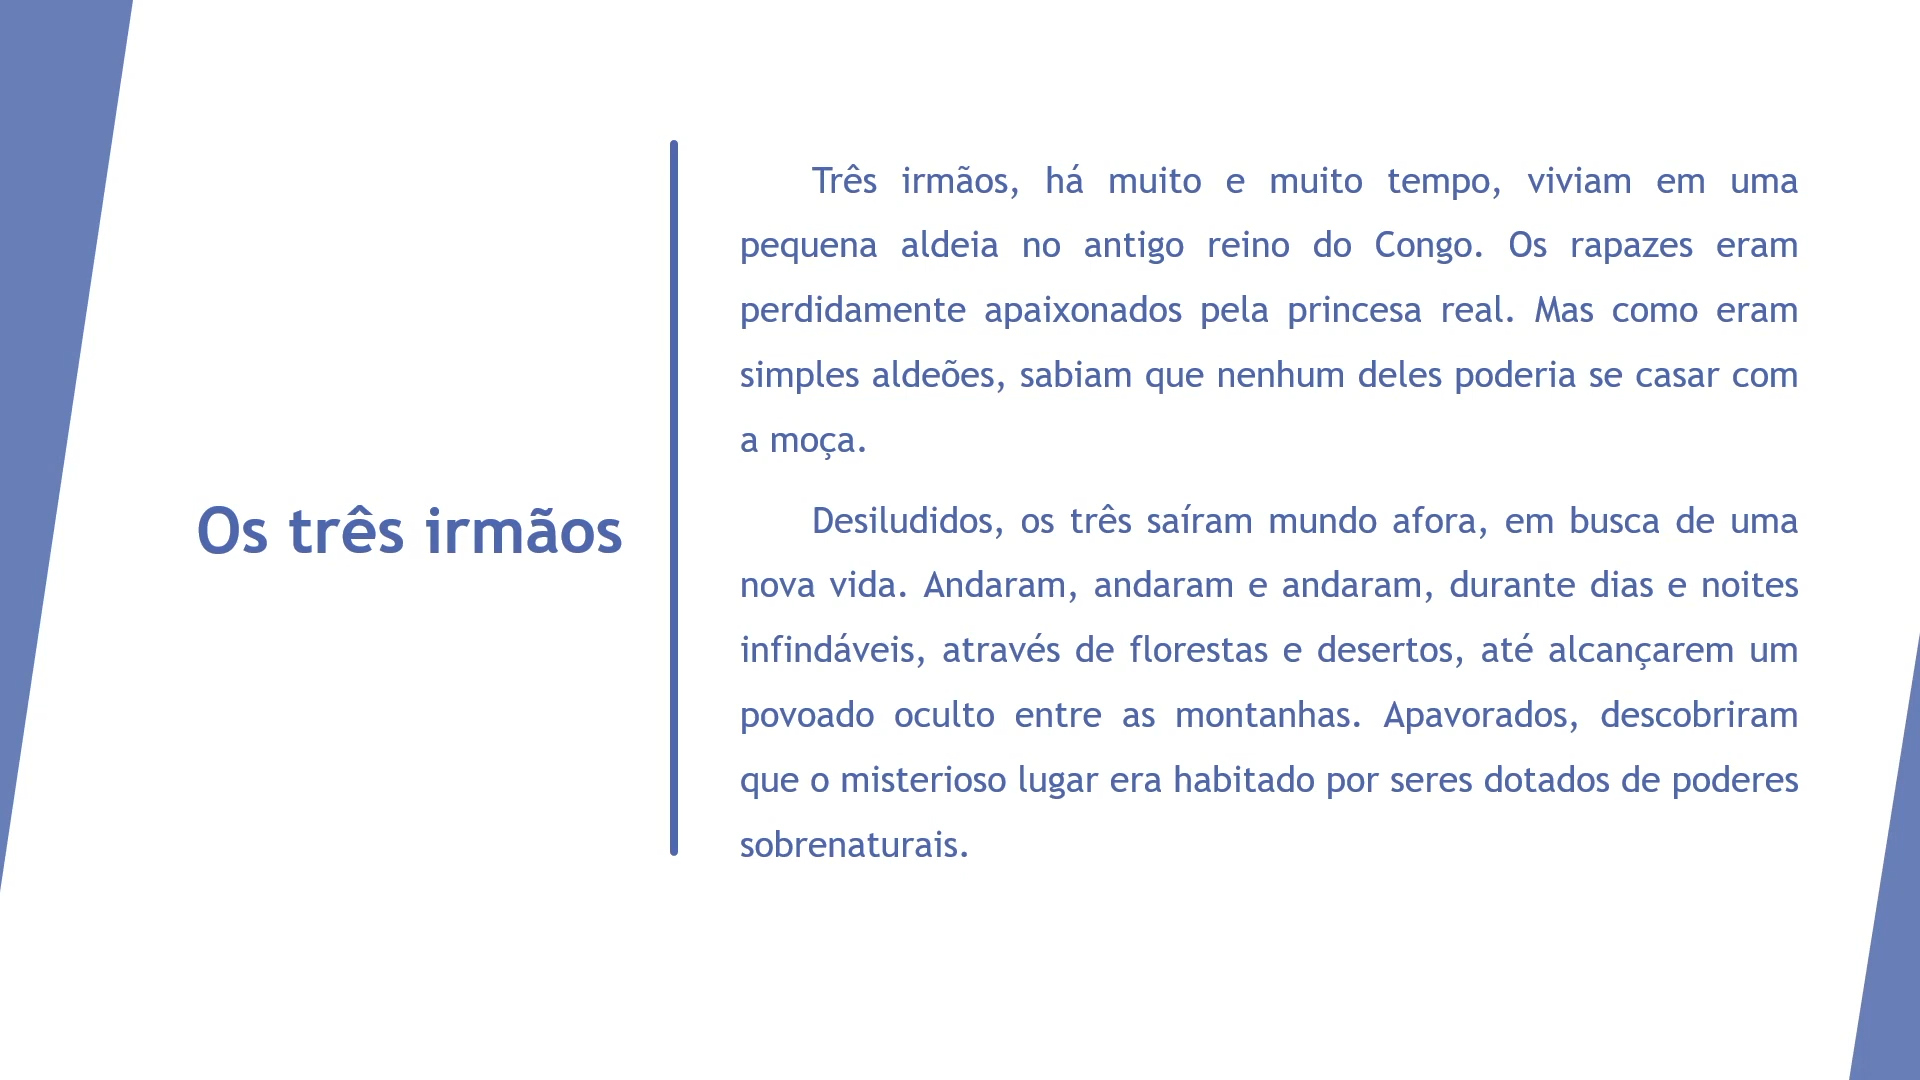 Os três irmãos
Três irmãos, há muito e muito tempo, viviam em uma
pequena aldeia no antigo reino do Congo. Os rapazes eram
perdidamente apaixonados pela princesa real. Mas como eram
simples aldeões, sabiam que nenhum deles poderia se casar com
a moça.
Desiludidos, os três saíram mundo afora, em busca de uma
nova vida. Andaram, andaram e andaram, durante dias e noites
infindáveis, através de florestas e desertos, até alcançarem um
povoado oculto entre as montanhas. Apavorados, descobriram
que o misterioso lugar era habitado por seres dotados de poderes
sobrenaturais.